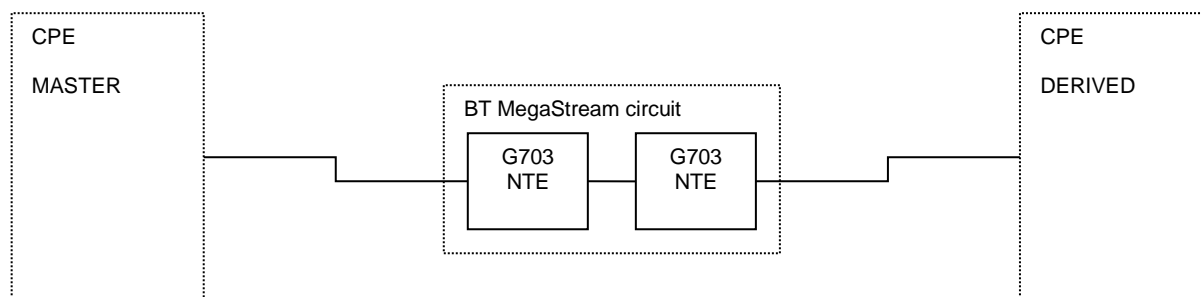 CPE
MASTER
BT MegaStream circuit
G703
NTE
G703
NTE
CPE
DERIVED